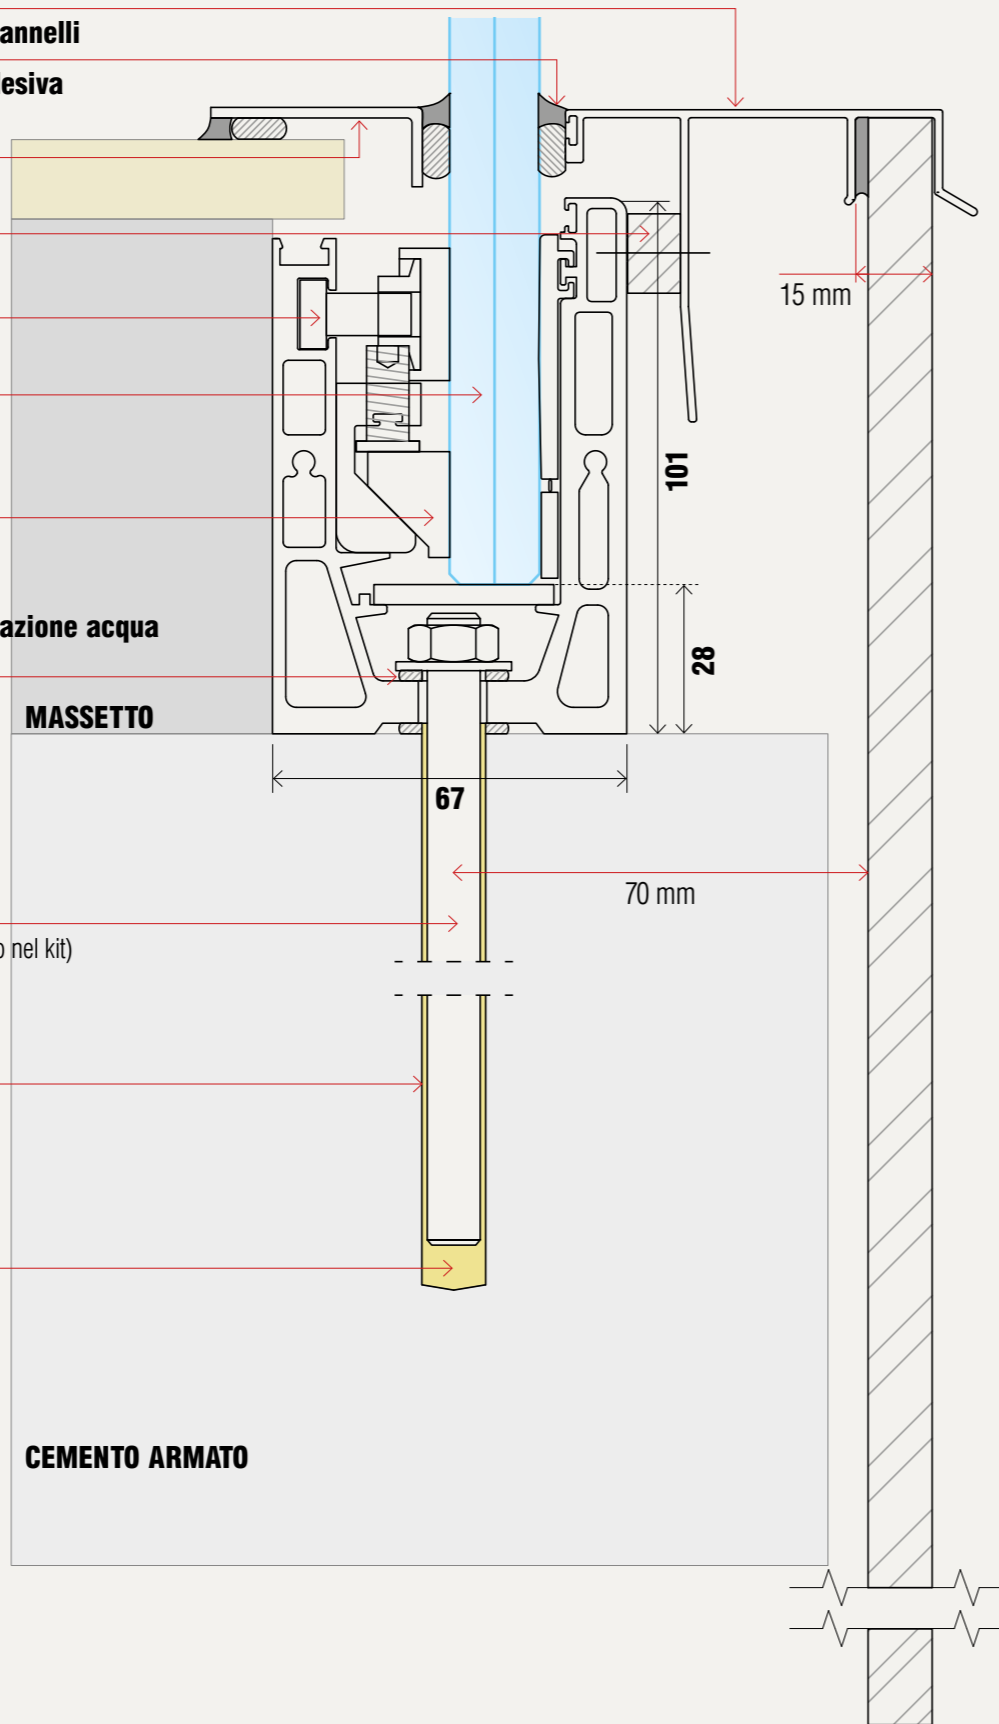 annelli
esiva
15 mm
101
azione acqua
28
MASSETTO
67
70 mm
nel kit)
CEMENTO ARMATO